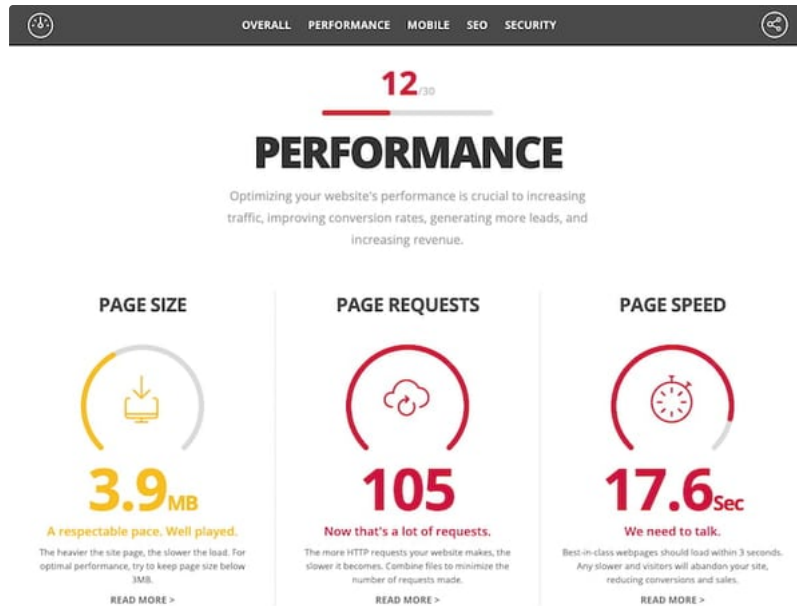 OVERALL PERFORMANCE MOBILE SEO SECURITY
12/30
PERFORMANCE
Optimizing your website's performance is crucial to increasing
traffic, improving conversion rates, generating more leads, and
increasing revenue.
PAGE SIZE
3.9MB
A respectable pace. Well played.
The heavier the site page, the slower the load. For
optimal performance, try to keep page size below
3MB.
READ MORE >
PAGE REQUESTS
105
Now that's a lot of requests.
The more HTTP requests your website makes, the
slower it becomes. Combine files to minimize the
number of requests made.
READ MORE >
PAGE SPEED
17.6Sec
We need to talk.
Best-in-class webpages should load within 3 seconds.
Any slower and visitors will abandon your site,
reducing conversions and sales.
READ MORE >